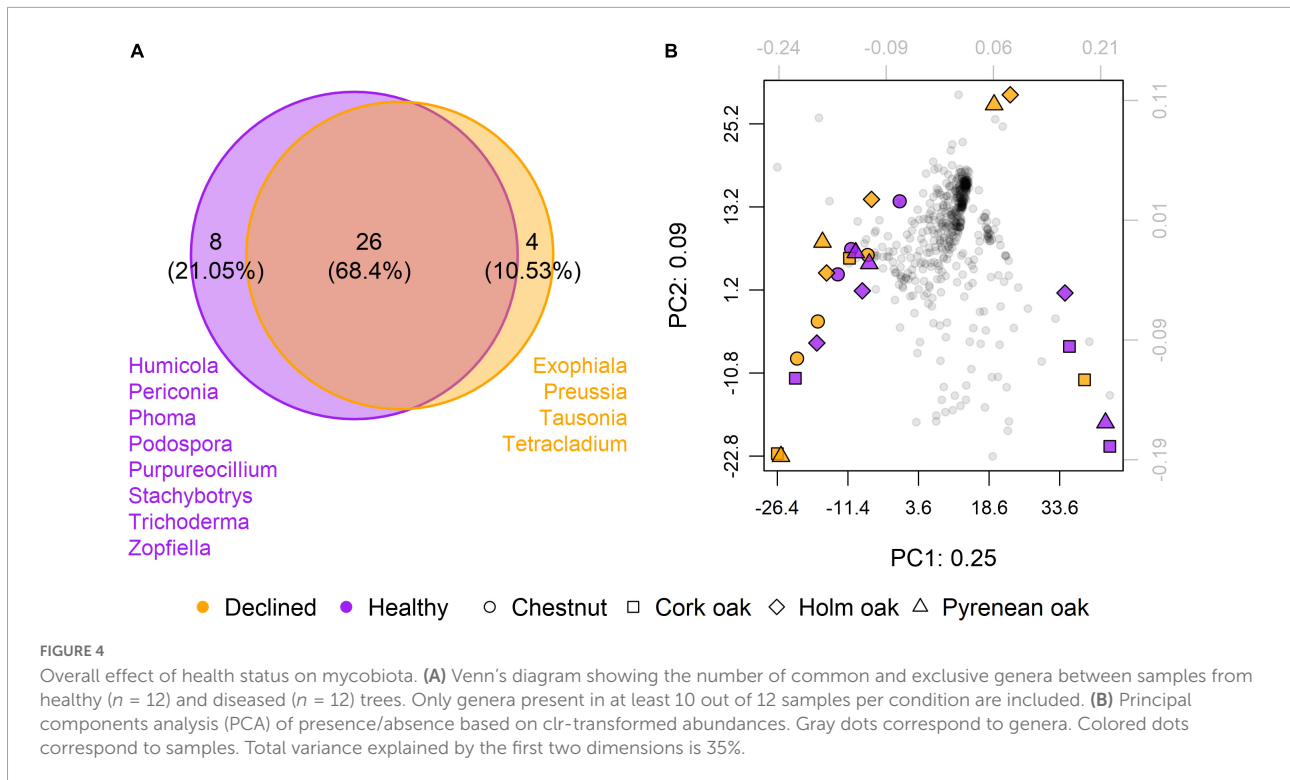 A
8
(21.05%)
26
(68.4%)
4
(10.53%)
Humicola
Periconia
Phoma
Podospora
Purpureocillium
Stachybotrys
Trichoderma
Zopfiella
Exophiala
Preussia
Tausonia
Tetracladium
B
-0.24 -0.09 0.06 0.21
PC2: 0.09
25.2
13.2
1.2
-10.8
-22.8
0.11
0.01
-0.09
-0.19
-26.4 -11.4 3.6 18.6 33.6
PC1: 0.25
Declined Healthy Chestnut Cork oak Holm oak Pyrenean oak
FIGURE 4
Overall effect of health status on mycobiota. (A) Venn's diagram showing the number of common and exclusive genera between samples from
healthy (n = 12) and diseased (n = 12) trees. Only genera present in at least 10 out of 12 samples per condition are included. (B) Principal
components analysis (PCA) of presence/absence based on clr-transformed abundances. Gray dots correspond to genera. Colored dots
correspond to samples. Total variance explained by the first two dimensions is 35%.